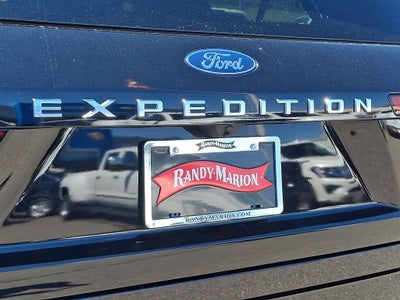 Ford
EXPEDITION
Randy Marion
RANDY MARION
RANDYMARION.COM